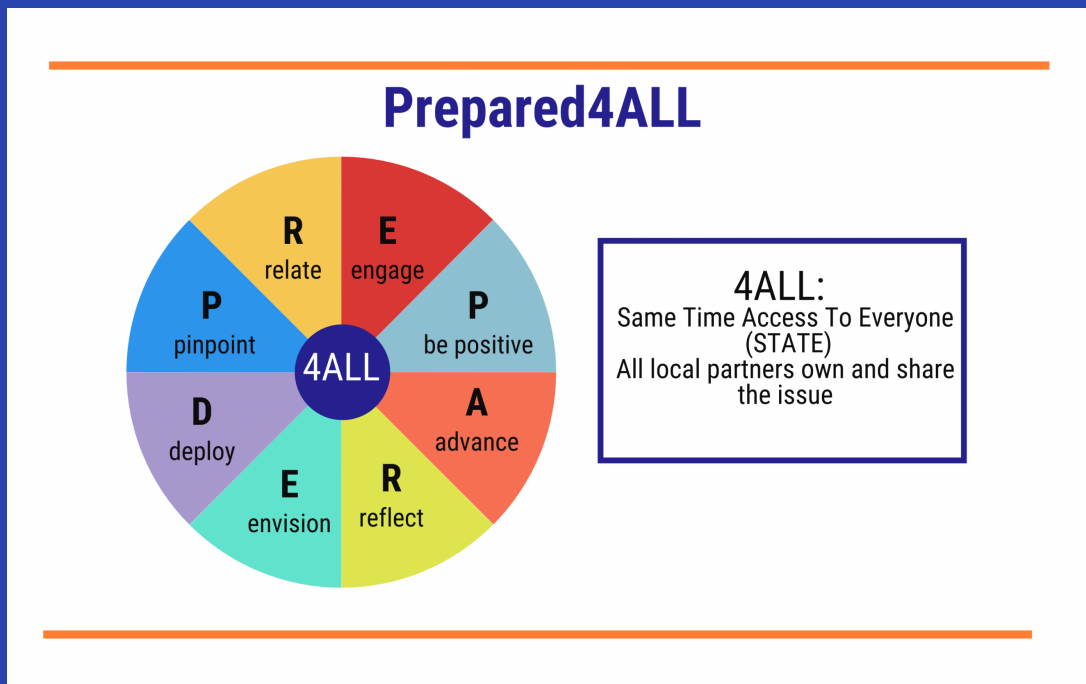 Prepared4ALL
P
pinpoint
R
relate
E
engage
P
be positive
A
advance
R
reflect
E
envision
D
deploy
4ALL
4ALL:
Same Time Access To Everyone
(STATE)
All local partners own and share
the issue